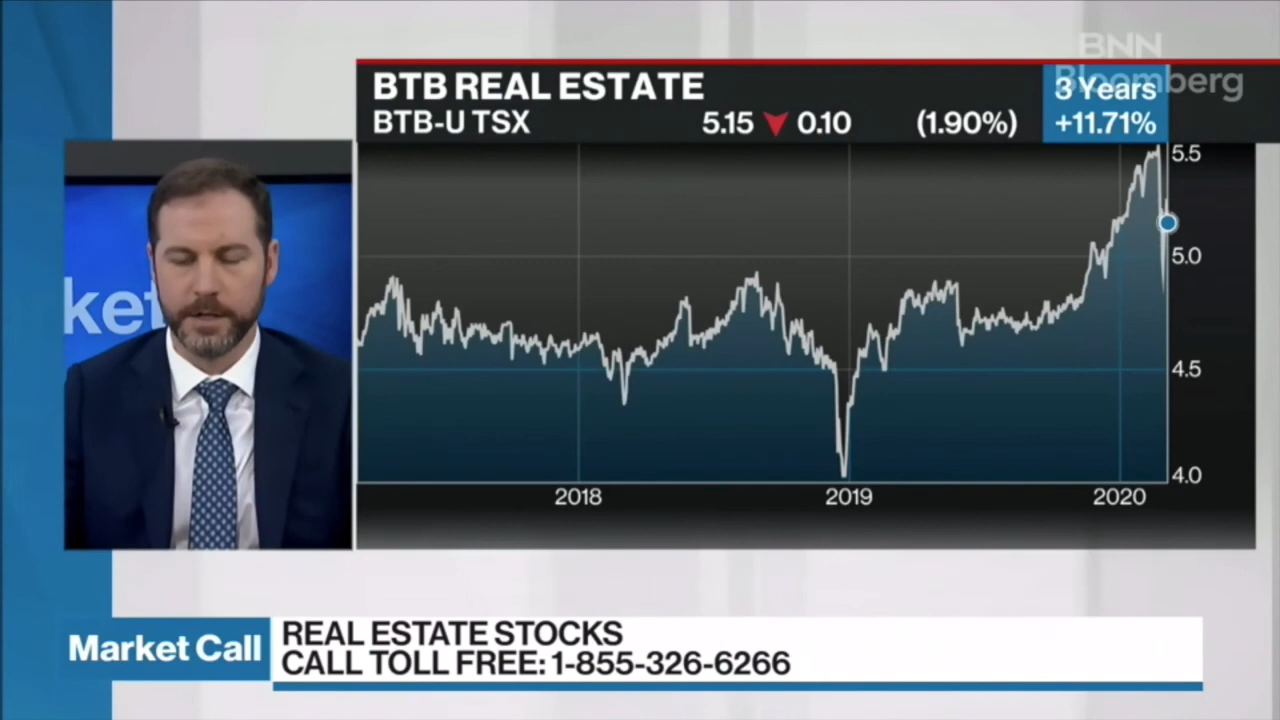 BNN
Bloomberg
BTB REAL ESTATE
BTB-U TSX 5.15 0.10 (1.90%)
3 Years
+11.71%
5.5
5.0
4.5
4.0
2018 2019 2020
ket
Market Call
REAL ESTATE STOCKS
CALL TOLL FREE: 1-855-326-6266